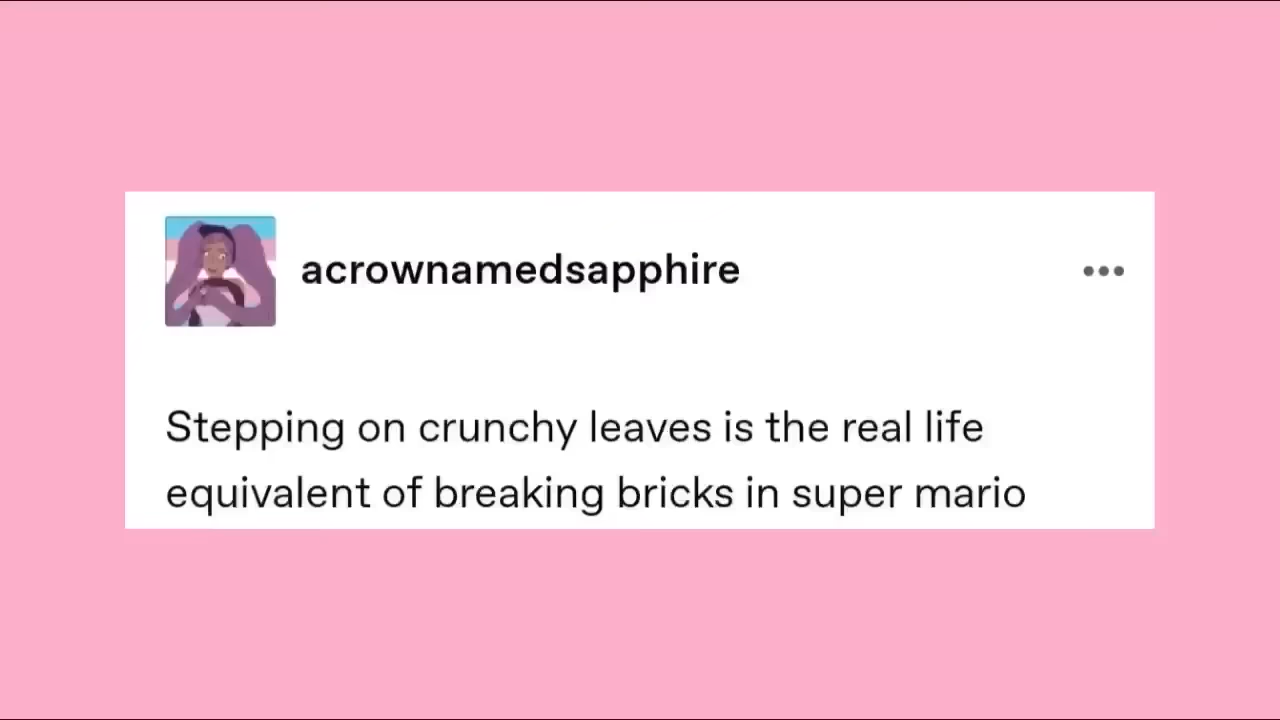 acrownamedsapphire
Stepping on crunchy leaves is the real life
equivalent of breaking bricks in super mario